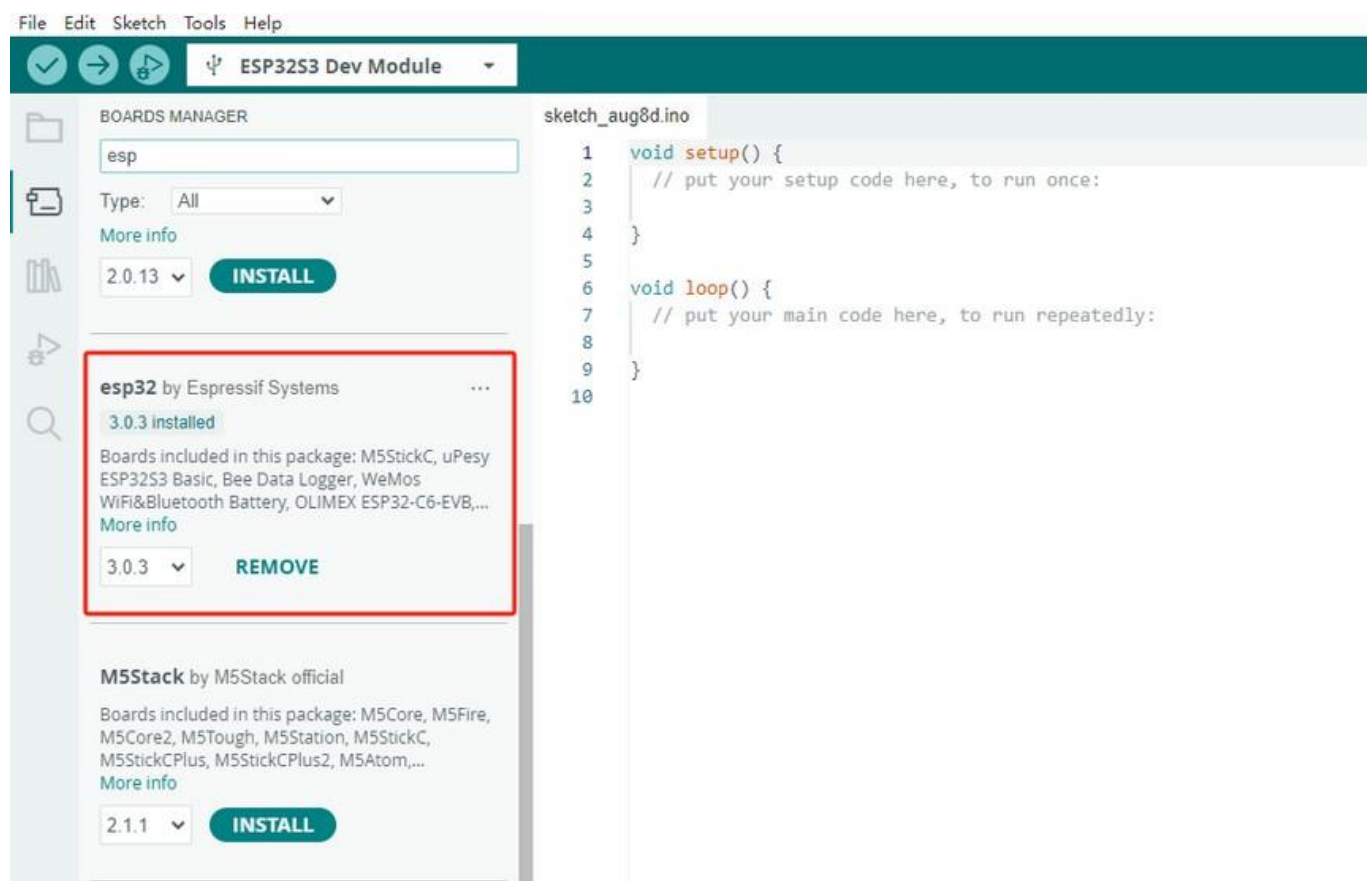 File Edit Sketch Tools Help
ESP32S3 Dev Module
BOARDS MANAGER
esp
Type: All
More info
2.0.13 INSTALL
esp32 by Espressif Systems ...
3.0.3 installed
Boards included in this package: M5StickC, uPesy
ESP32S3 Basic, Bee Data Logger, WeMos
WiFi&Bluetooth Battery, OLIMEX ESP32-C6-EVB,...
More info
3.0.3 REMOVE
M5Stack by M5Stack official
Boards included in this package: M5Core, M5Fire,
M5Core2, M5Tough, M5Station, M5StickC,
M5StickCPlus, M5StickCPlus2, M5Atom,...
More info
2.1.1 INSTALL
sketch_aug8d.ino
1 void setup() {
2 // put your setup code here, to run once:
3
4 }
5
6 void loop() {
7 // put your main code here, to run repeatedly:
8
9 }
10